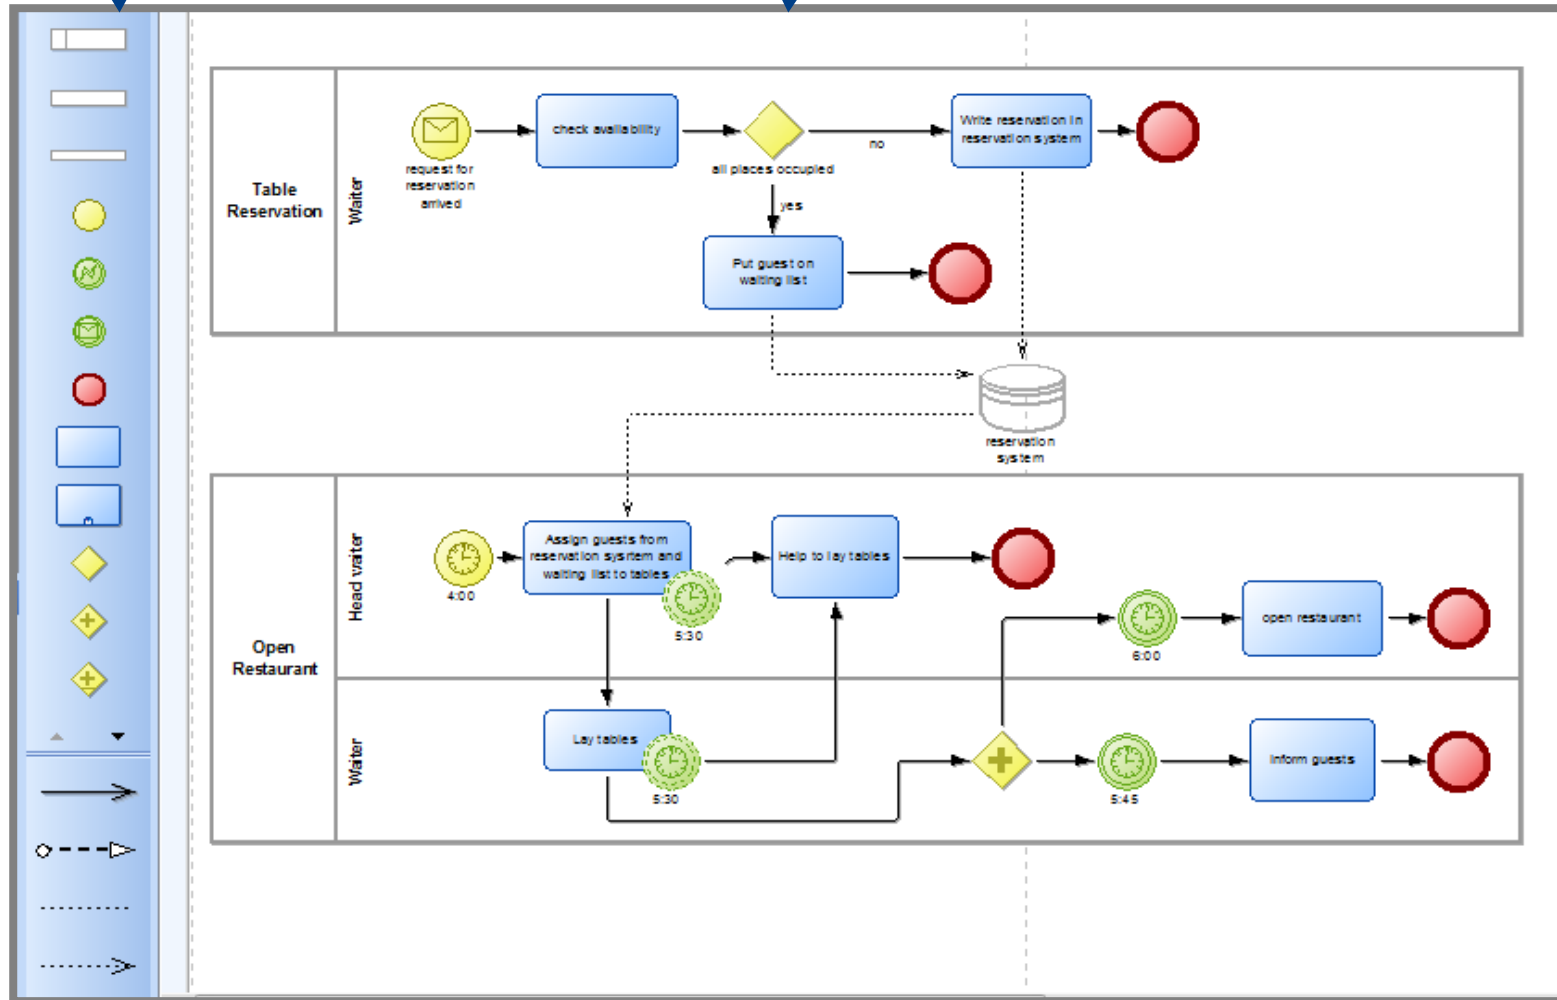 Table
Reservation
Waiter
request for
reservation
arrived
check availability
all places occupied
no
yes
Write reservation in
reservation system
Put guest on
waiting list
reservation
system
Open
Restaurant
Head waiter
4:00
Assign guests from
reservation sysrtem and
waiting list to tables
5:30
Help to lay tables
6:00
open restaurant
Waiter
Lay tables
5:30
5:45
Inform guests